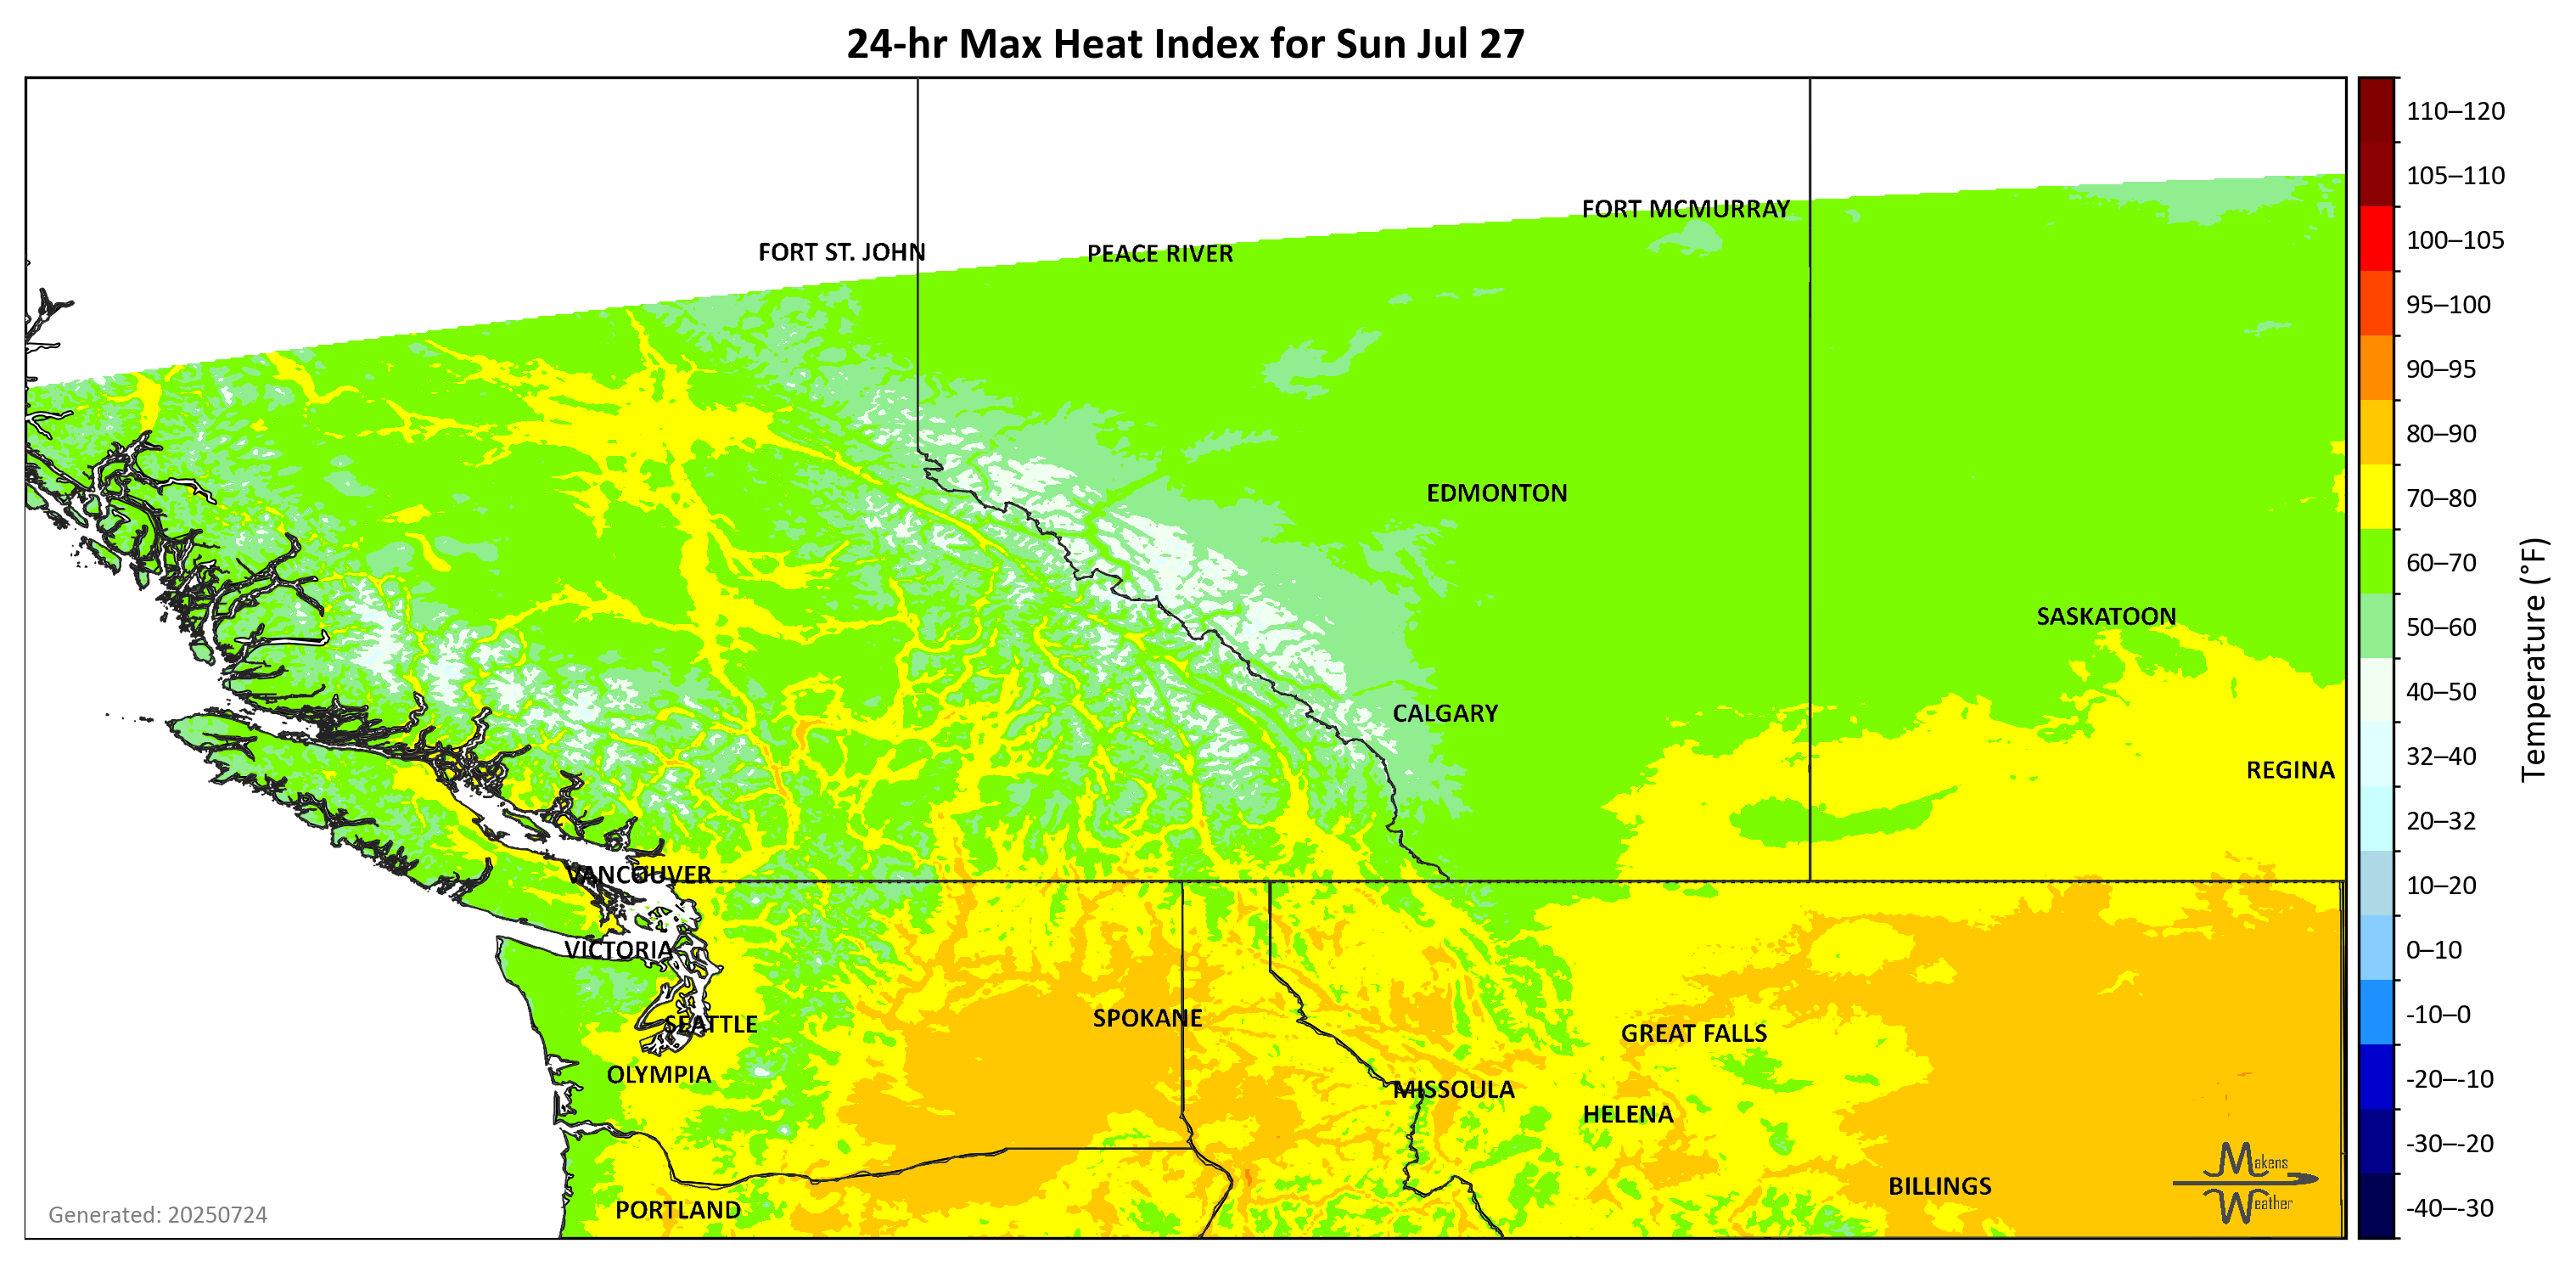 24-hr Max Heat Index for Sun Jul 27
110–120
105–110
100–105
95–100
90–95
80–90
70–80
60–70
50–60
40–50
32–40
20–32
10–20
0–10
-10–0
-20–-10
-30–-20
-40–-30
Temperature (°F)
FORT MCMURRAY
FORT ST. JOHN
PEACE RIVER
EDMONTON
SASKATOON
CALGARY
REGINA
VANCOUVER
VICTORIA
SEATTLE
SPOKANE
GREAT FALLS
OLYMPIA
MISSOULA
HELENA
BILLINGS
PORTLAND
Makens
Weather
Generated: 20250724